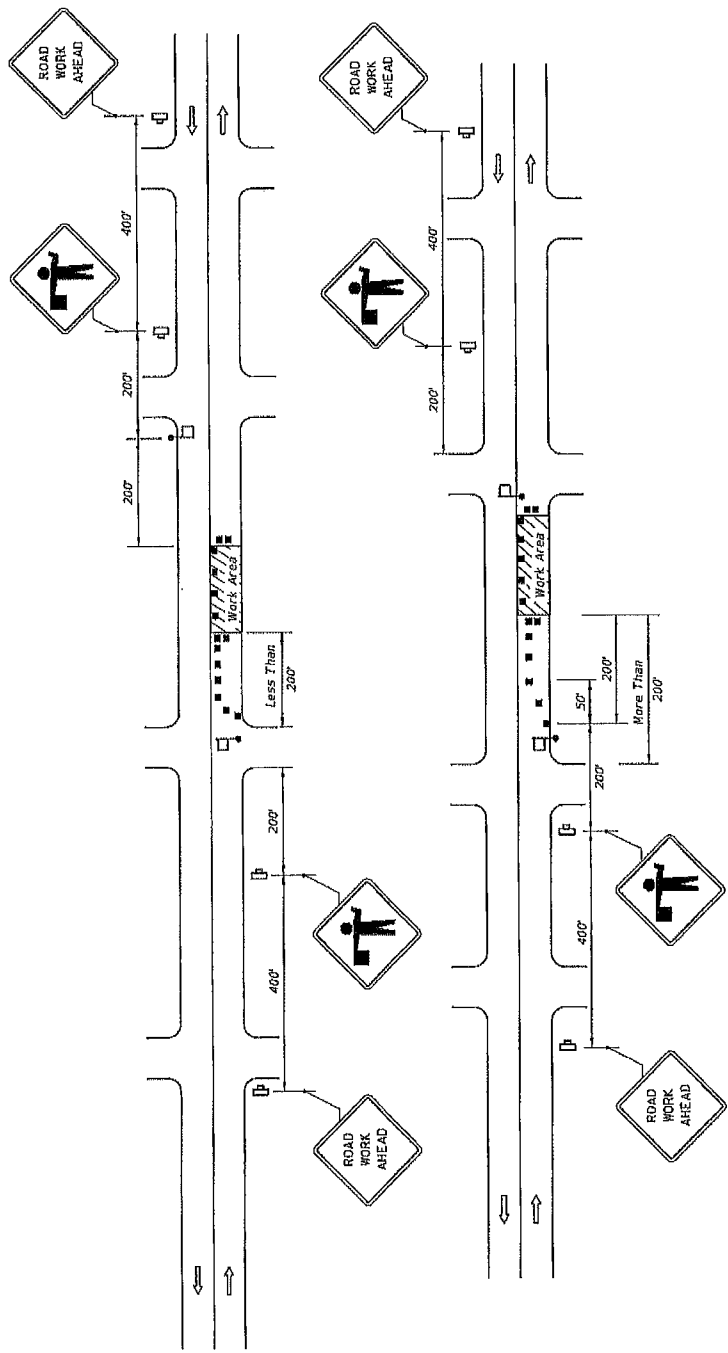 ROAD
WORK
AHEAD
400'
200'
200'
Work Area
Less Than
200'
200'
400'
ROAD
WORK
AHEAD
ROAD
WORK
AHEAD
400'
200'
Work Area
200'
50'
More Than
200'
200'
400'
ROAD
WORK
AHEAD